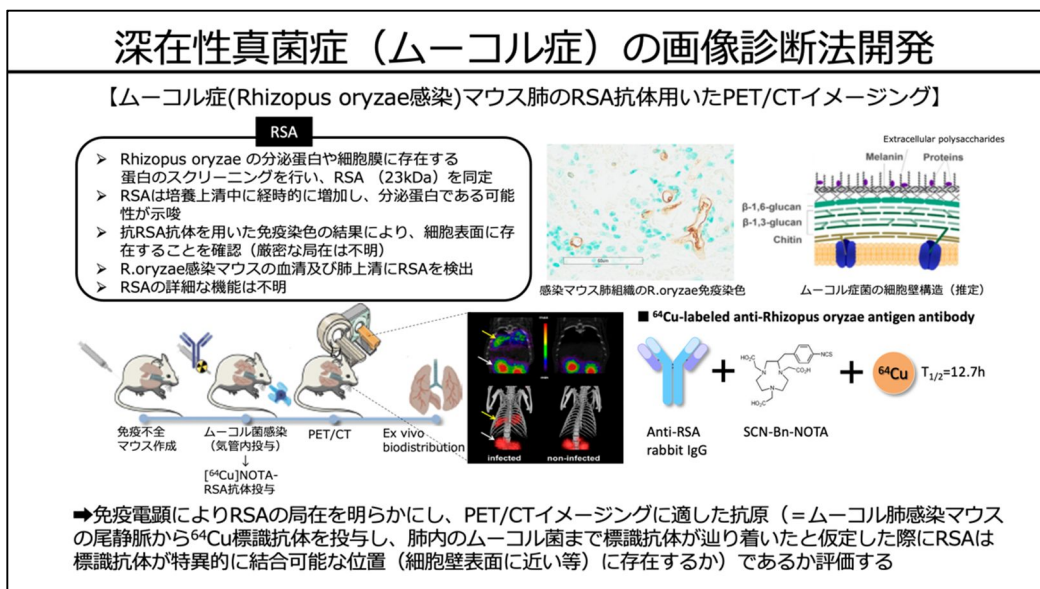 深在性真菌症（ムーコル症）の画像診断法開発
【ムーコル症(Rhizopus oryzae感染)マウス肺のRSA抗体用いたPET/CTイメージング】
RSA
➢ Rhizopus oryzae の分泌蛋白や細胞膜に存在する
蛋白のスクリーニングを行い、RSA （23kDa）を同定
➢ RSAは培養上清中に経時的に増加し、分泌蛋白である可能
性が示唆
➢ 抗RSA抗体を用いた免疫染色の結果により、細胞表面に存
在することを確認（厳密な局在は不明）
➢ R.oryzae感染マウスの血清及び肺上清にRSAを検出
➢ RSAの詳細な機能は不明
感染マウス肺組織のR.oryzae免疫染色
Extracellular polysaccharides
Melanin
Proteins
β-1,6-glucan
β-1,3-glucan
Chitin
ムーコル症菌の細胞壁構造（推定）
免疫不全
マウス作成
ムーコル菌感染
（気管内投与）
↓
[⁶⁴Cu]NOTA-
RSA抗体投与
PET/CT
Ex vivo
biodistribution
infected
non-infected
■ ⁶⁴Cu-labeled anti-Rhizopus oryzae antigen antibody
Anti-RSA
rabbit IgG
+
NCS
HO₂C
CO₂H
HO₂C
SCN-Bn-NOTA
+
⁶⁴Cu
T₁/₂=12.7h
➡免疫電顕によりRSAの局在を明らかにし、PET/CTイメージングに適した抗原（＝ムーコル肺感染マウス
の尾静脈から⁶⁴Cu標識抗体を投与し、肺内のムーコル菌まで標識抗体が辿り着いたと仮定した際にRSAは
標識抗体が特異的に結合可能な位置（細胞壁表面に近い等）に存在するか）であるか評価する